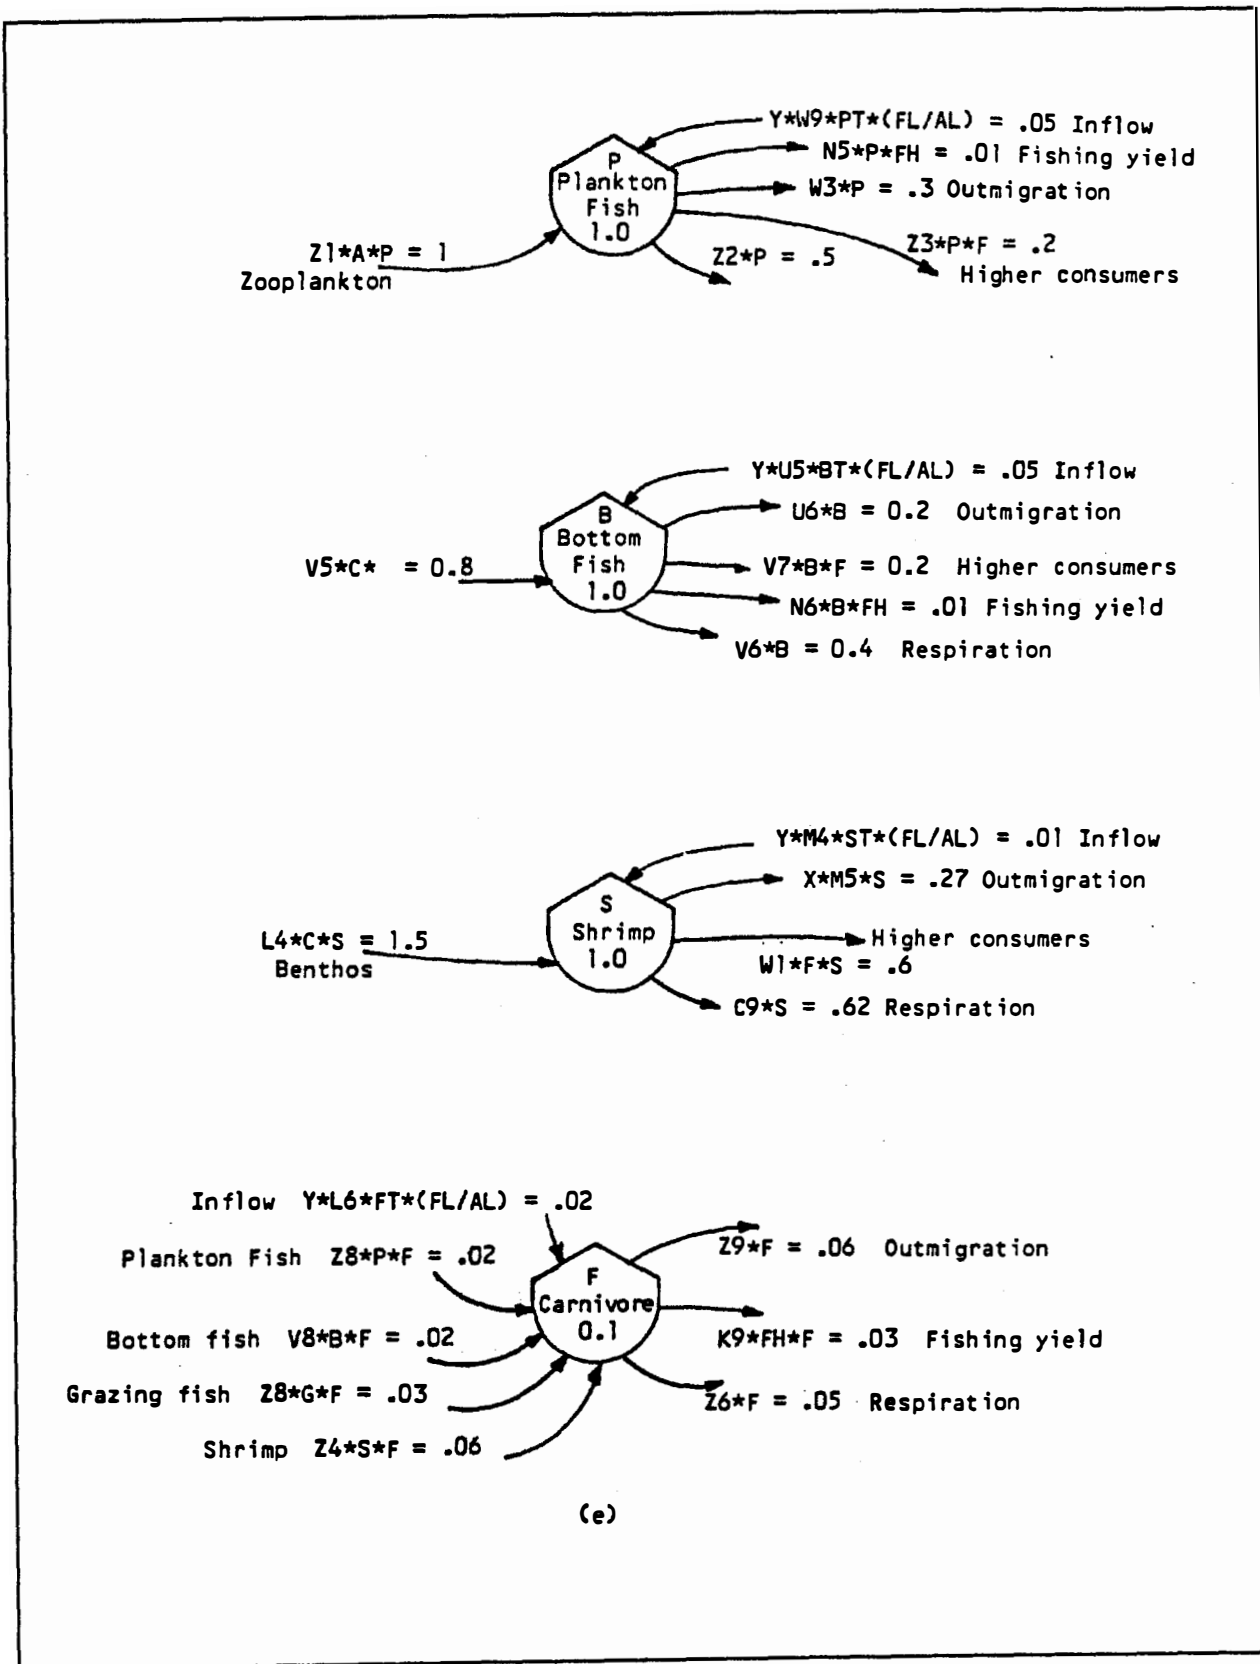 Y*W9*PT*(FL/AL) = .05 Inflow
N5*P*FH = .01 Fishing yield
P
Plankton
Fish
1.0
W3*P = .3 Outmigration
Z1*A*P = 1
Zooplankton
Z2*P = .5
Z3*P*F = .2
Higher consumers
Y*U5*BT*(FL/AL) = .05 Inflow
U6*B = 0.2 Outmigration
B
Bottom
Fish
1.0
V5*C* = 0.8
V7*B*F = 0.2 Higher consumers
N6*B*FH = .01 Fishing yield
V6*B = 0.4 Respiration
Y*M4*ST*(FL/AL) = .01 Inflow
X*M5*S = .27 Outmigration
S
Shrimp
1.0
L4*C*S = 1.5
Benthos
Higher consumers
W1*F*S = .6
C9*S = .62 Respiration
Inflow Y*L6*FT*(FL/AL) = .02
Plankton Fish Z8*P*F = .02
Z9*F = .06 Outmigration
F
Carnivore
0.1
Bottom fish V8*B*F = .02
K9*FH*F = .03 Fishing yield
Grazing fish Z8*G*F = .03
Z6*F = .05 Respiration
Shrimp Z4*S*F = .06
(e)